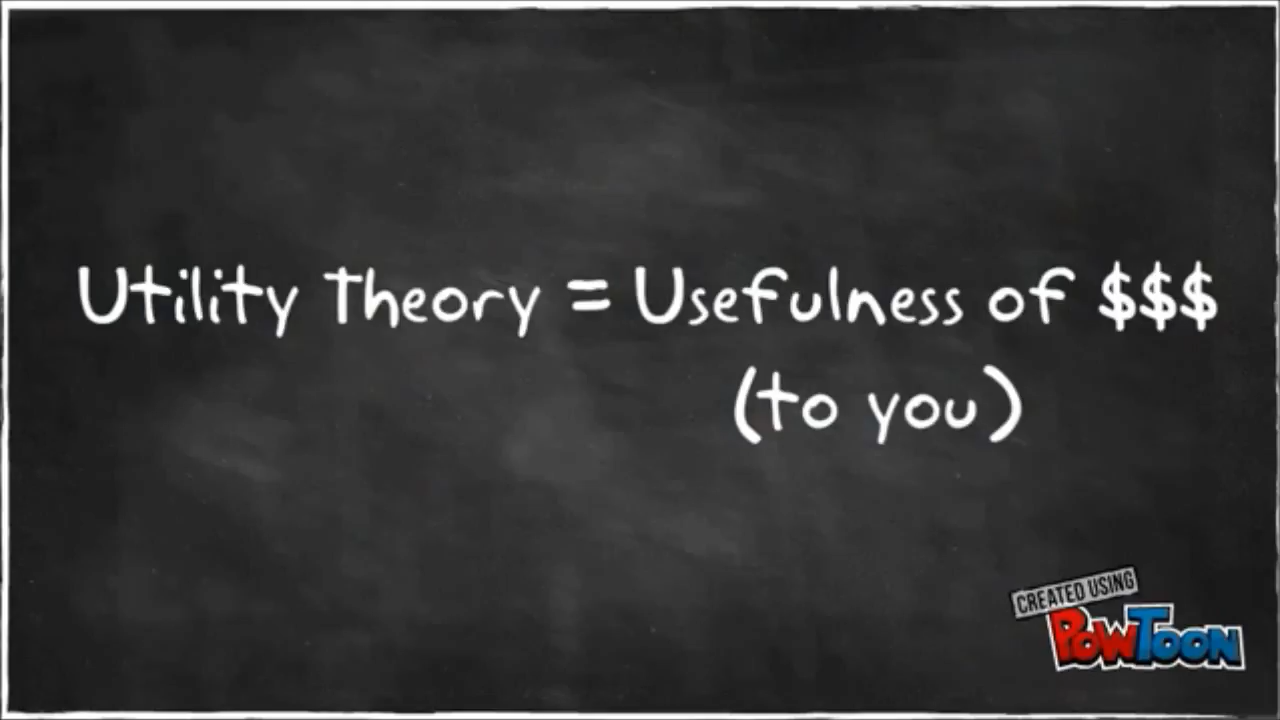 Utility Theory = Usefulness of $$$
(to you)
CREATED USING
POWTOON